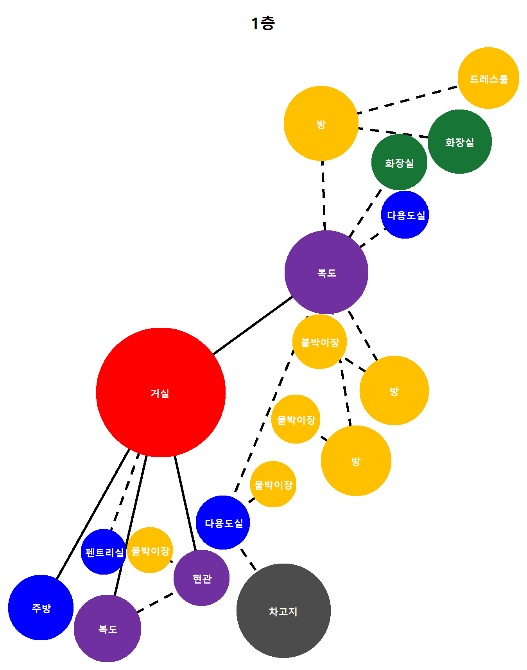 1층
드레스룸
방
화장실
화장실
다용도실
복도
붙박이장
거실
방
붙박이장
방
붙박이장
다용도실
펜트리실
붙박이장
현관
주방
차고지
복도